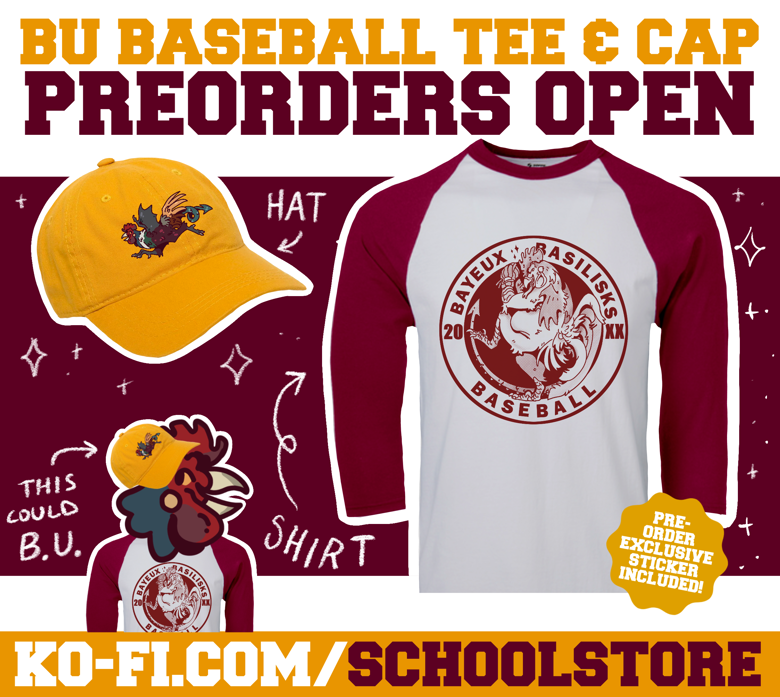 BU BASEBALL TEE & CAP
PREORDERS OPEN
HAT
BAYEUX BASILISKS
20 XX
BASEBALL
THIS
COULD
B.U.
SHIRT
BAYEUX BASILISKS
20 XX
BASEBALL
PRE-
ORDER
EXCLUSIVE
STICKER
INCLUDED!
KO-FI.COM/SCHOOLSTORE